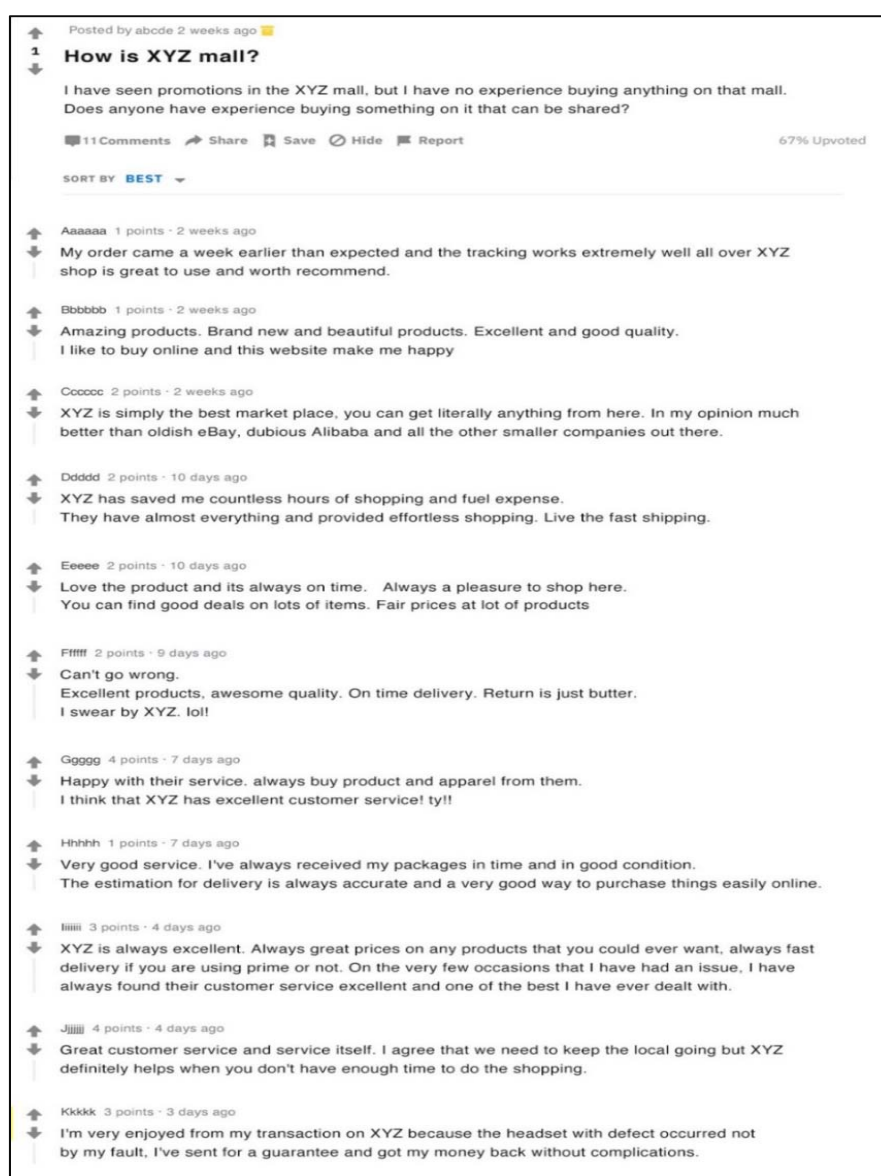 Posted by abcde 2 weeks ago
1
How is XYZ mall?
I have seen promotions in the XYZ mall, but I have no experience buying anything on that mall.
Does anyone have experience buying something on it that can be shared?
11Comments Share Save Hide Report 67% Upvoted
SORT BY BEST
Aaaaaa 1 points · 2 weeks ago
My order came a week earlier than expected and the tracking works extremely well all over XYZ
shop is great to use and worth recommend.
Bbbbbb 1 points · 2 weeks ago
Amazing products. Brand new and beautiful products. Excellent and good quality.
I like to buy online and this website make me happy
Cccccc 2 points · 2 weeks ago
XYZ is simply the best market place, you can get literally anything from here. In my opinion much
better than oldish eBay, dubious Alibaba and all the other smaller companies out there.
Ddddd 2 points · 10 days ago
XYZ has saved me countless hours of shopping and fuel expense.
They have almost everything and provided effortless shopping. Live the fast shipping.
Eeeee 2 points · 10 days ago
Love the product and its always on time. Always a pleasure to shop here.
You can find good deals on lots of items. Fair prices at lot of products
Ffffff 2 points · 9 days ago
Can't go wrong.
Excellent products, awesome quality. On time delivery. Return is just butter.
I swear by XYZ. lol!
Ggggg 4 points · 7 days ago
Happy with their service. always buy product and apparel from them.
I think that XYZ has excellent customer service! ty!!
Hhhhh 1 points · 7 days ago
Very good service. I've always received my packages in time and in good condition.
The estimation for delivery is always accurate and a very good way to purchase things easily online.
Iiiiiii 3 points · 4 days ago
XYZ is always excellent. Always great prices on any products that you could ever want, always fast
delivery if you are using prime or not. On the very few occasions that I have had an issue, I have
always found their customer service excellent and one of the best I have ever dealt with.
Jjjjjjj 4 points · 4 days ago
Great customer service and service itself. I agree that we need to keep the local going but XYZ
definitely helps when you don't have enough time to do the shopping.
Kkkkk 3 points · 3 days ago
I'm very enjoyed from my transaction on XYZ because the headset with defect occurred not
by my fault, I've sent for a guarantee and got my money back without complications.